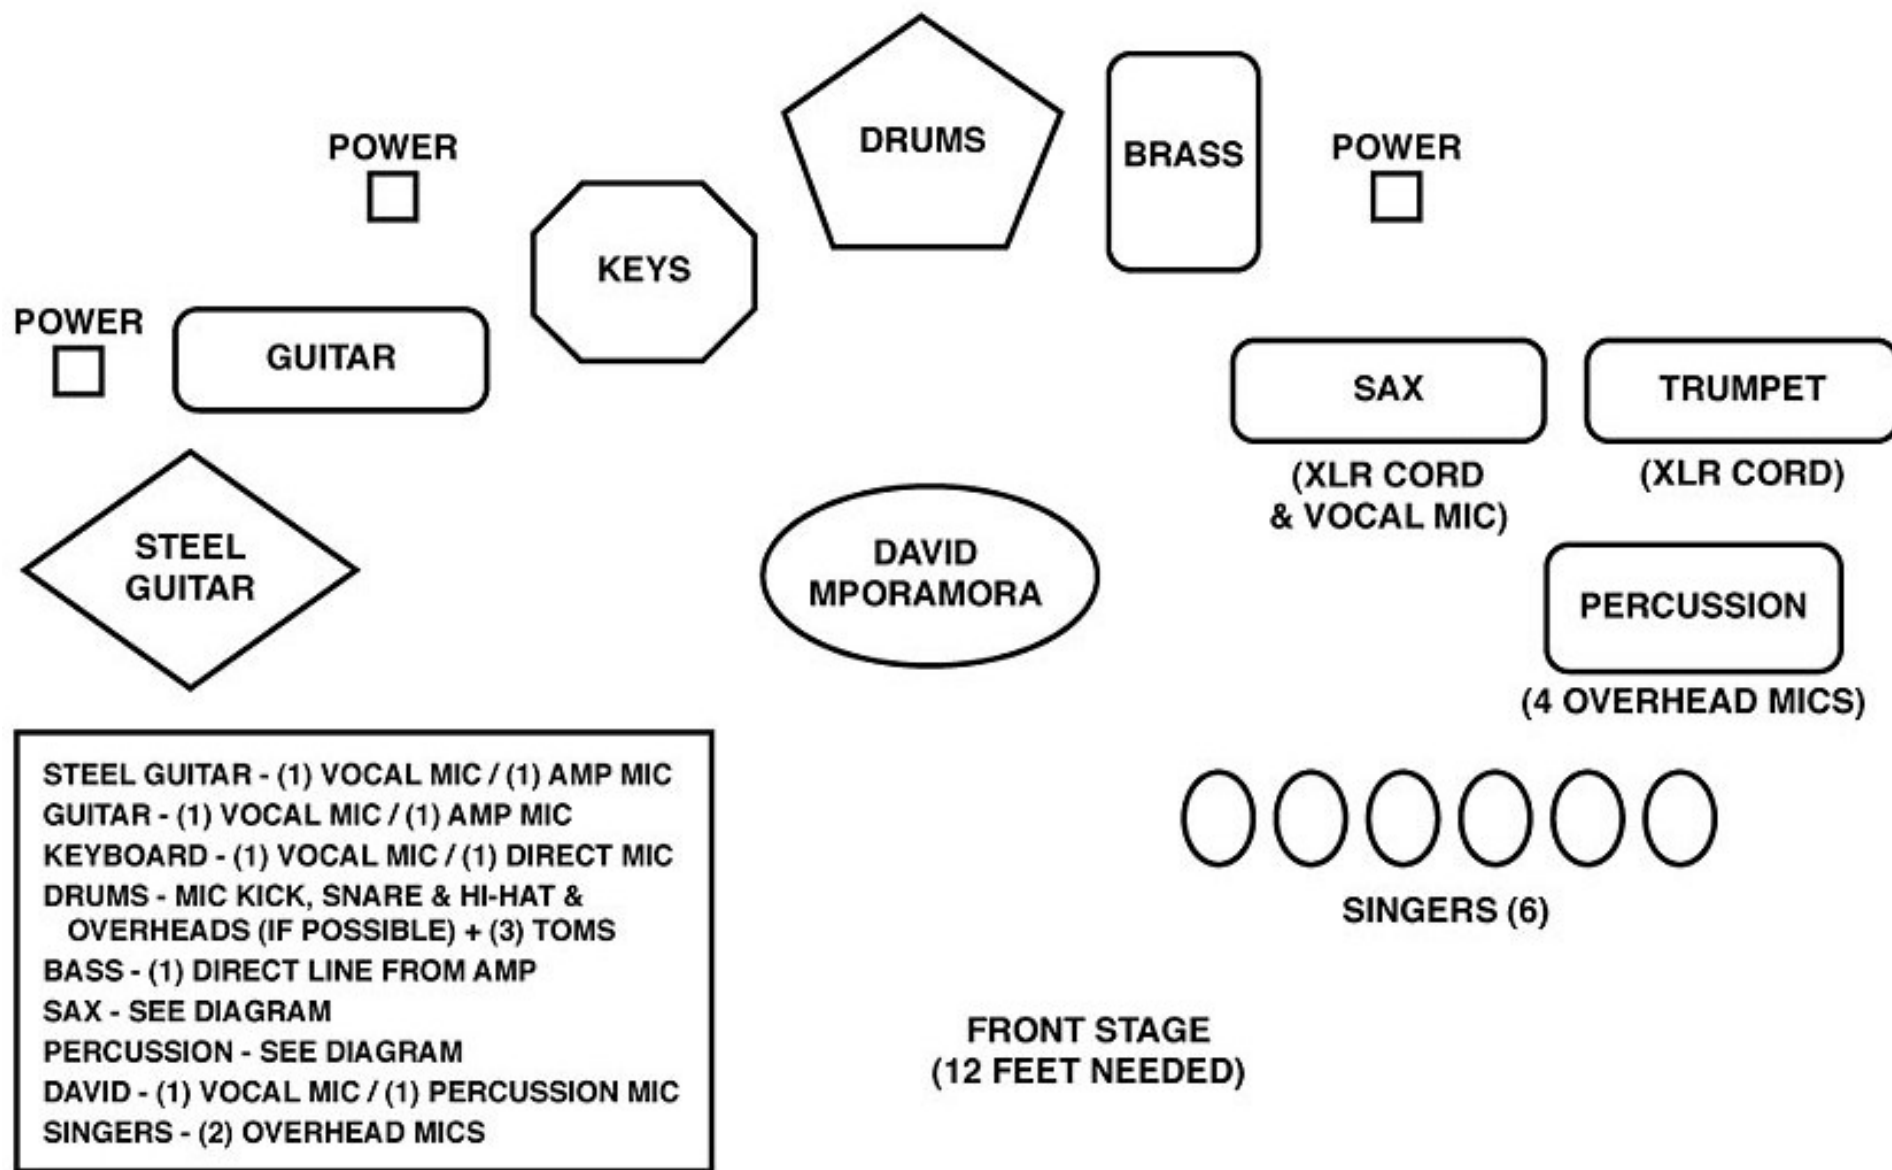 DRUMS
BRASS
POWER
POWER
KEYS
POWER
GUITAR
SAX
TRUMPET
(XLR CORD
& VOCAL MIC)
(XLR CORD)
STEEL
GUITAR
DAVID
MPORAMORA
PERCUSSION
(4 OVERHEAD MICS)
STEEL GUITAR - (1) VOCAL MIC / (1) AMP MIC
GUITAR - (1) VOCAL MIC / (1) AMP MIC
KEYBOARD - (1) VOCAL MIC / (1) DIRECT MIC
DRUMS - MIC KICK, SNARE & HI-HAT &
OVERHEADS (IF POSSIBLE) + (3) TOMS
BASS - (1) DIRECT LINE FROM AMP
SAX - SEE DIAGRAM
PERCUSSION - SEE DIAGRAM
DAVID - (1) VOCAL MIC / (1) PERCUSSION MIC
SINGERS - (2) OVERHEAD MICS
SINGERS (6)
FRONT STAGE
(12 FEET NEEDED)